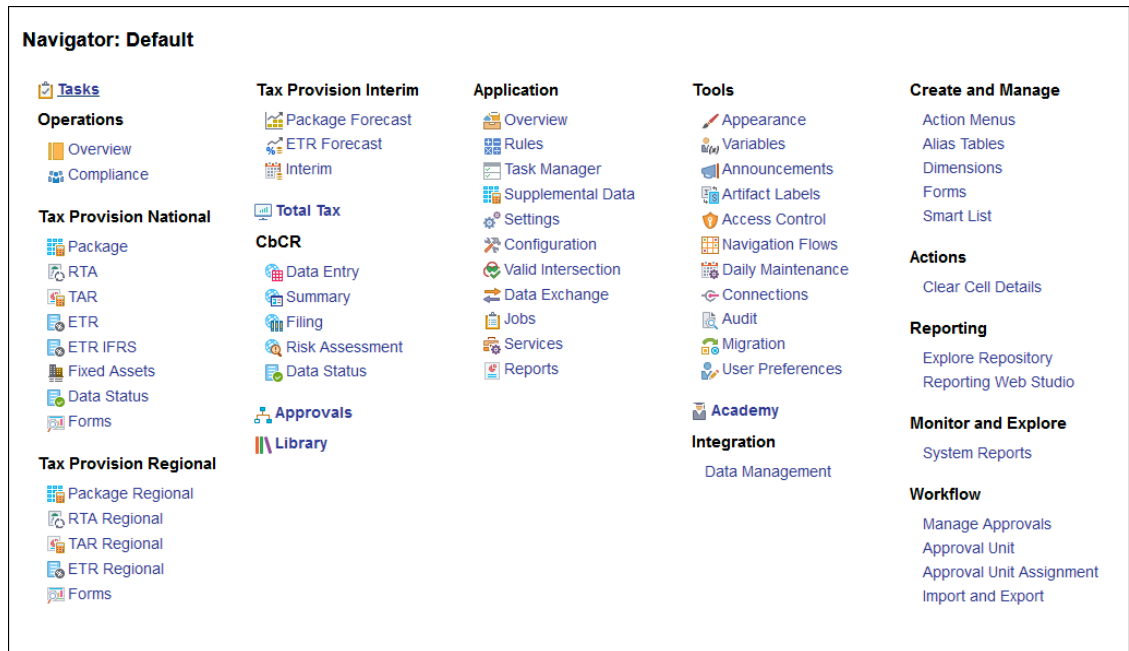 Navigator: Default
Tasks
Operations
Overview
Compliance
Tax Provision National
Package
RTA
TAR
ETR
ETR IFRS
Fixed Assets
Data Status
Forms
Tax Provision Regional
Package Regional
RTA Regional
TAR Regional
ETR Regional
Forms
Tax Provision Interim
Package Forecast
ETR Forecast
Interim
Total Tax
CbCR
Data Entry
Summary
Filing
Risk Assessment
Data Status
Approvals
Library
Application
Overview
Rules
Task Manager
Supplemental Data
Settings
Configuration
Valid Intersection
Data Exchange
Jobs
Services
Reports
Tools
Appearance
Variables
Announcements
Artifact Labels
Access Control
Navigation Flows
Daily Maintenance
Connections
Audit
Migration
User Preferences
Academy
Integration
Data Management
Create and Manage
Action Menus
Alias Tables
Dimensions
Forms
Smart List
Actions
Clear Cell Details
Reporting
Explore Repository
Reporting Web Studio
Monitor and Explore
System Reports
Workflow
Manage Approvals
Approval Unit
Approval Unit Assignment
Import and Export